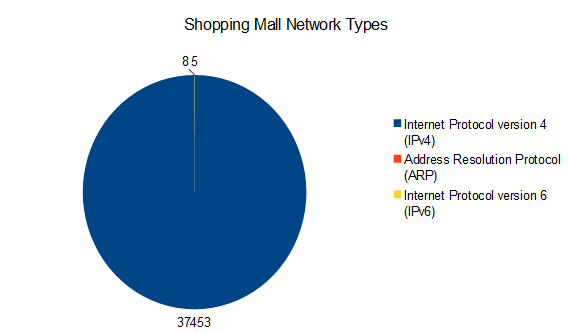 Shopping Mall Network Types
8 5
Internet Protocol version 4
(IPv4)
Address Resolution Protocol
(ARP)
Internet Protocol version 6
(IPv6)
37453